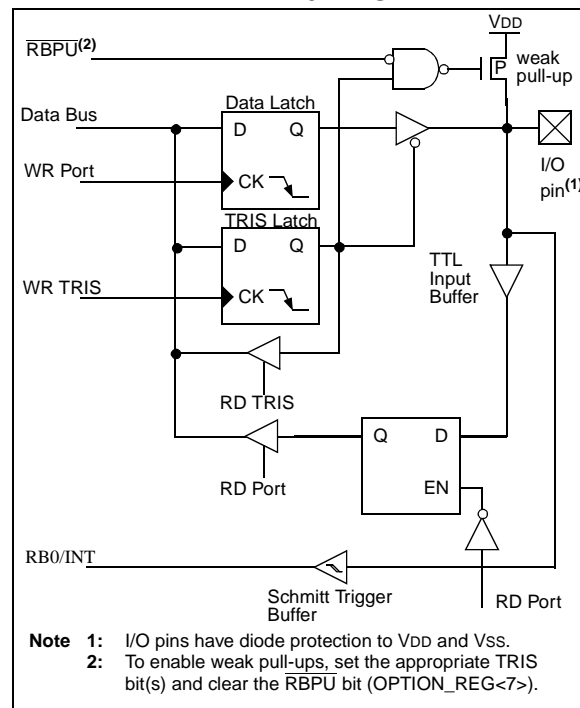 VDD
RBPU(2)
P
weak
pull-up
Data Latch
Data Bus
D Q
WR Port
CK
I/O
pin(1)
TRIS Latch
D Q
TTL
Input
Buffer
WR TRIS
CK
RD TRIS
Q D
RD Port
EN
RB0/INT
Schmitt Trigger
Buffer
RD Port
Note 1: I/O pins have diode protection to VDD and VSS.
2: To enable weak pull-ups, set the appropriate TRIS
bit(s) and clear the RBPU bit (OPTION_REG<7>).